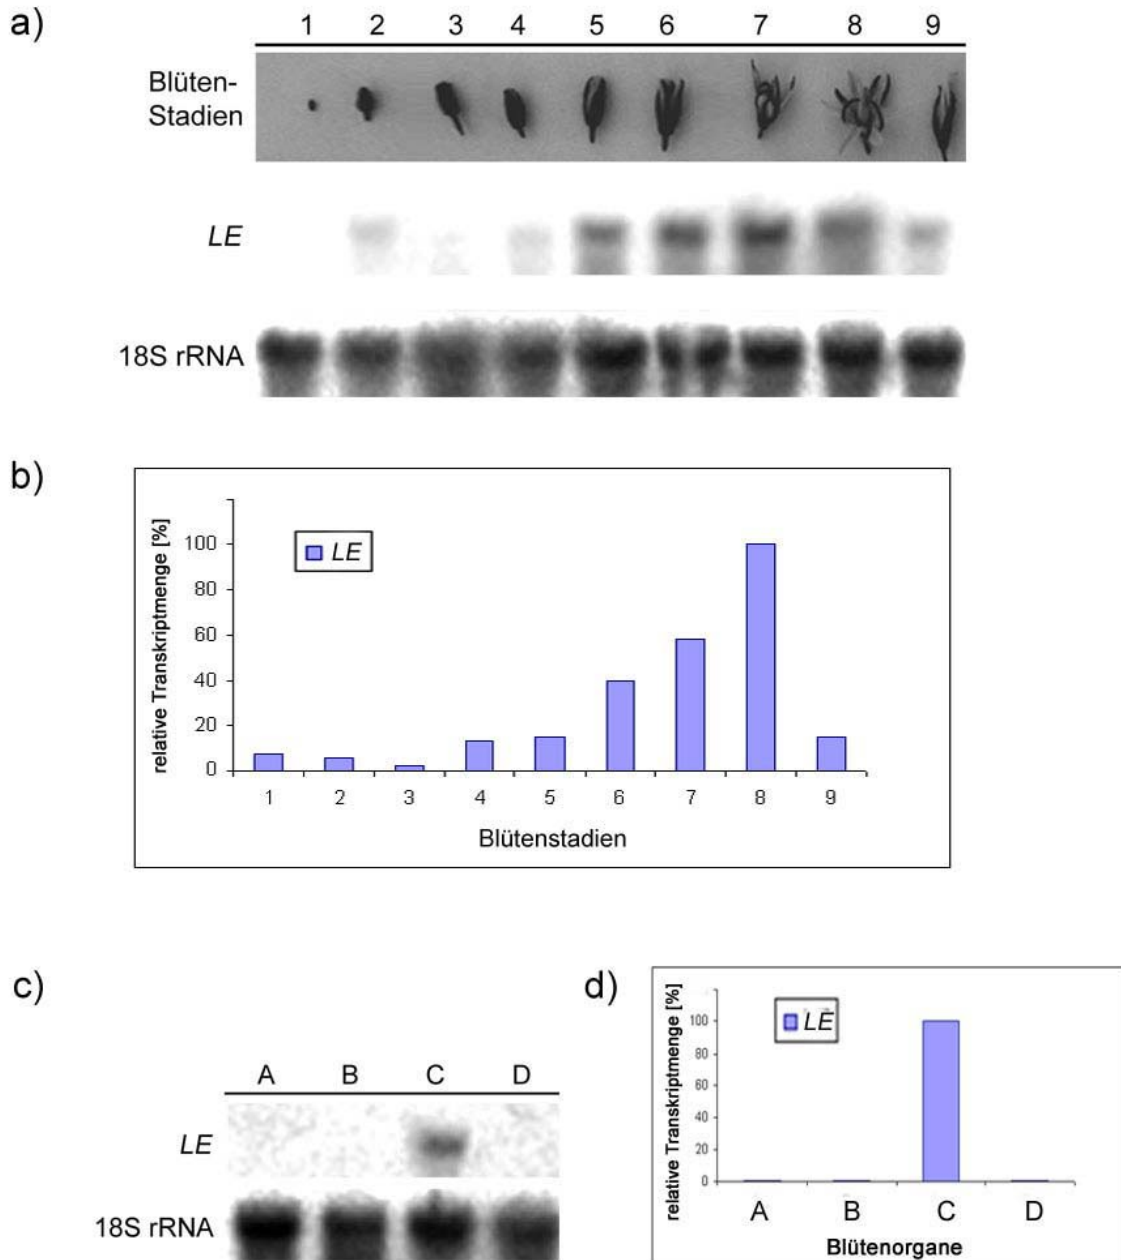 a)
1 2 3 4 5 6 7 8 9
Blüten-
Stadien
LE
18S rRNA
b)
relative Transkriptmenge [%]
LE
100
80
60
40
20
0
1 2 3 4 5 6 7 8 9
Blütenstadien
c)
A B C D
LE
18S rRNA
d)
relative Transkriptmenge [%]
LE
100
80
60
40
20
0
A B C D
Blütenorgane